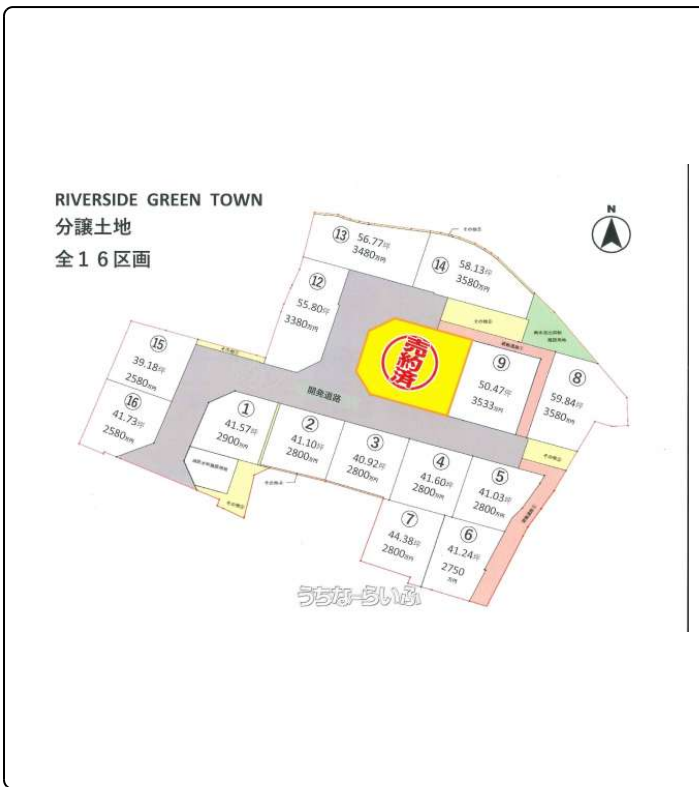 RIVERSIDE GREEN TOWN
分譲土地
全16区画
N
⑬ 56.77坪
3480万円
⑭ 58.13坪
3580万円
⑫
55.80坪
3380万円
売約済
⑨
50.47坪
3533万円
⑧
59.84坪
3580万円
⑮
39.18坪
2580万円
⑯
41.73坪
2580万円
開発道路
①
41.57坪
2900万円
②
41.10坪
2800万円
③
40.92坪
2800万円
④
41.60坪
2800万円
⑤
41.03坪
2800万円
⑦
44.38坪
2800万円
⑥
41.24坪
2750
万円
うちなーらいふ